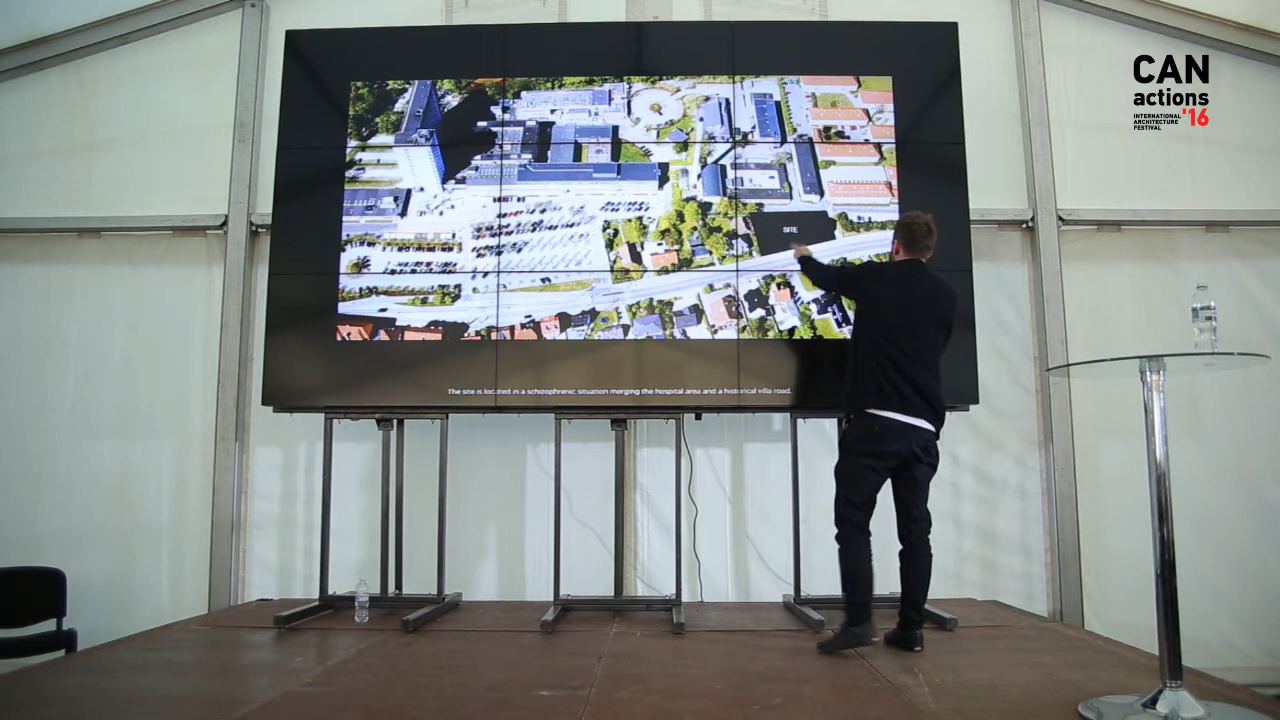 CAN
actions
INTERNATIONAL
ARCHITECTURE
FESTIVAL
'16
SITE
The site is located in a schizophrenic situation merging the hospital area and a historical villa road.